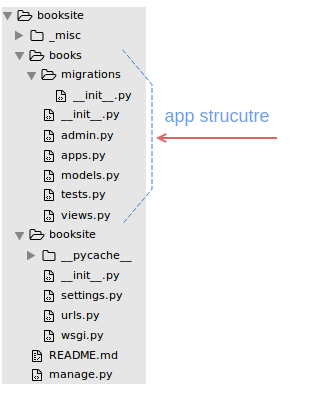 booksite
_misc
books
migrations
__init__.py
__init__.py
admin.py
apps.py
models.py
tests.py
views.py
app strucutre
booksite
__pycache__
__init__.py
settings.py
urls.py
wsgi.py
README.md
manage.py